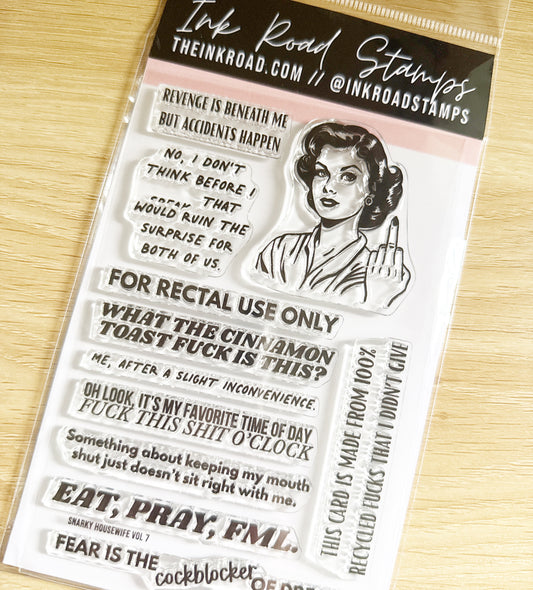 Ink Road Stamps
THEINKROAD.COM // @INKROADSTAMPS
REVENGE IS BENEATH ME
BUT ACCIDENTS HAPPEN
NO, I DON'T
THINK BEFORE I
THAT
WOULD RUIN THE
SURPRISE FOR
BOTH OF US.
FOR RECTAL USE ONLY
WHAT THE CINNAMON
TOAST FUCK IS THIS?
ME, AFTER A SLIGHT INCONVENIENCE.
OH LOOK, IT'S MY FAVORITE TIME OF DAY
FUCK THIS SHIT O'CLOCK
Something about keeping my mouth
shut just doesn't sit right with me.
EAT, PRAY, FML.
SNARKY HOUSEWIFE VOL 7
FEAR IS THE
cockblocker
THIS CARD IS MADE FROM 100%
RECYCLED FUCKS THAT I DIDN'T GIVE